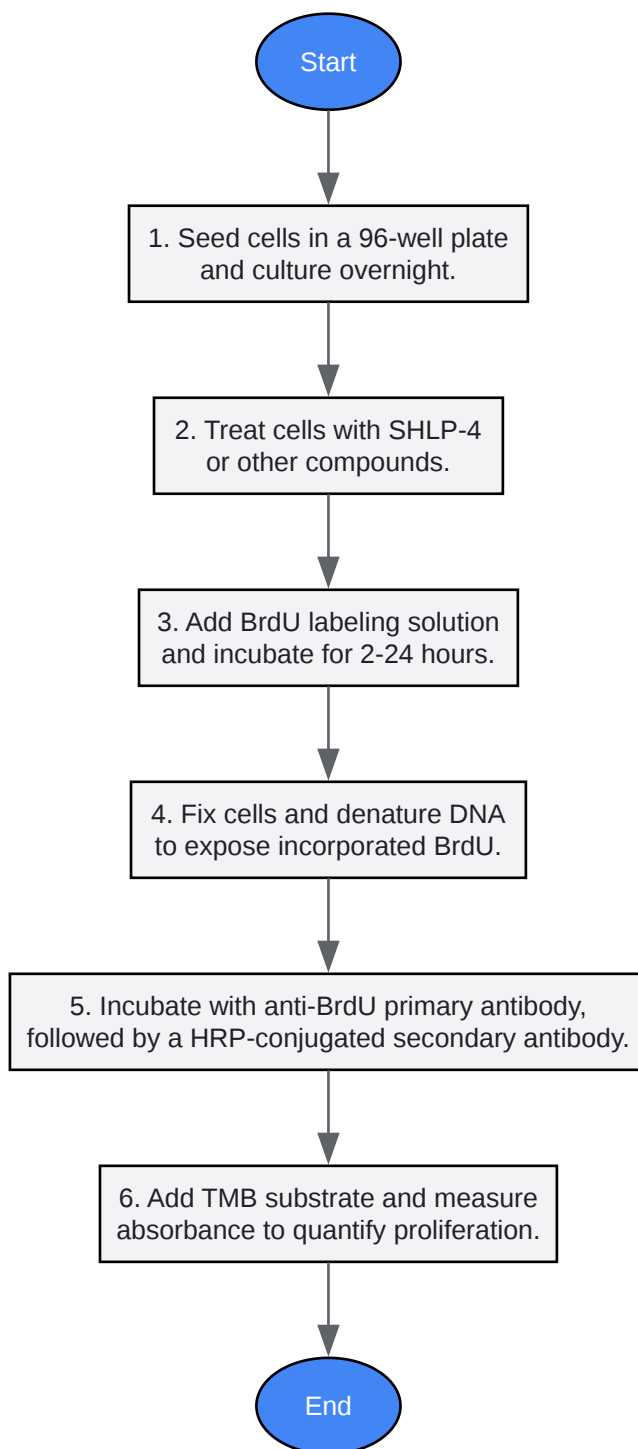 Start
1. Seed cells in a 96-well plate
and culture overnight.
2. Treat cells with SHLP-4
or other compounds.
3. Add BrdU labeling solution
and incubate for 2-24 hours.
4. Fix cells and denature DNA
to expose incorporated BrdU.
5. Incubate with anti-BrdU primary antibody,
followed by a HRP-conjugated secondary antibody.
6. Add TMB substrate and measure
absorbance to quantify proliferation.
End